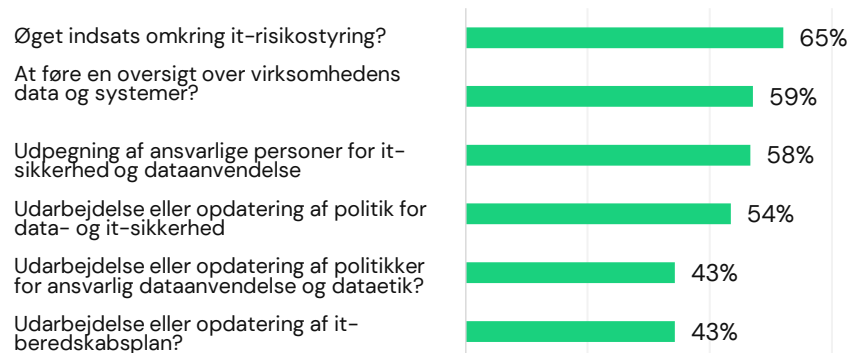 Øget indsats omkring it-risikostyring?
65%
At føre en oversigt over virksomhedens
data og systemer?
59%
Udpegning af ansvarlige personer for it-
sikkerhed og dataanvendelse
58%
Udarbejdelse eller opdatering af politik for
data- og it-sikkerhed
54%
Udarbejdelse eller opdatering af politikker
for ansvarlig dataanvendelse og dataetik?
43%
Udarbejdelse eller opdatering af it-
beredskabsplan?
43%